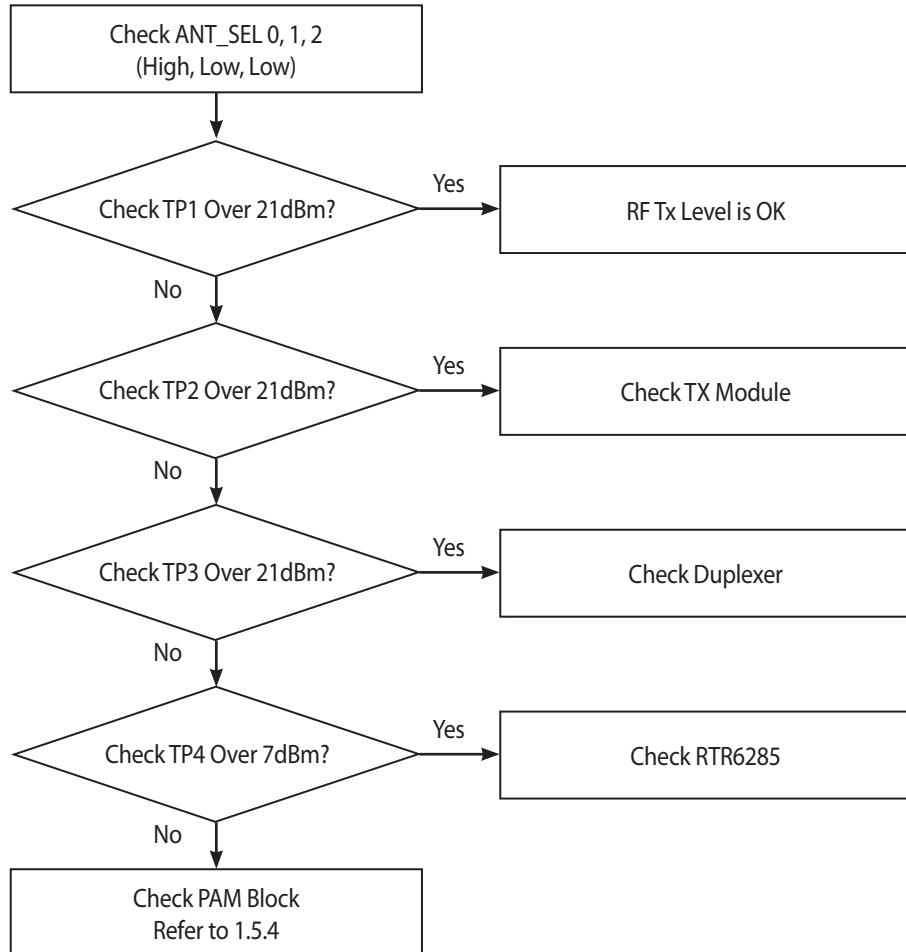 Check ANT_SEL 0, 1, 2
(High, Low, Low)
Check TP1 Over 21dBm?
Yes
RF Tx Level is OK
No
Check TP2 Over 21dBm?
Yes
Check TX Module
No
Check TP3 Over 21dBm?
Yes
Check Duplexer
No
Check TP4 Over 7dBm?
Yes
Check RTR6285
No
Check PAM Block
Refer to 1.5.4